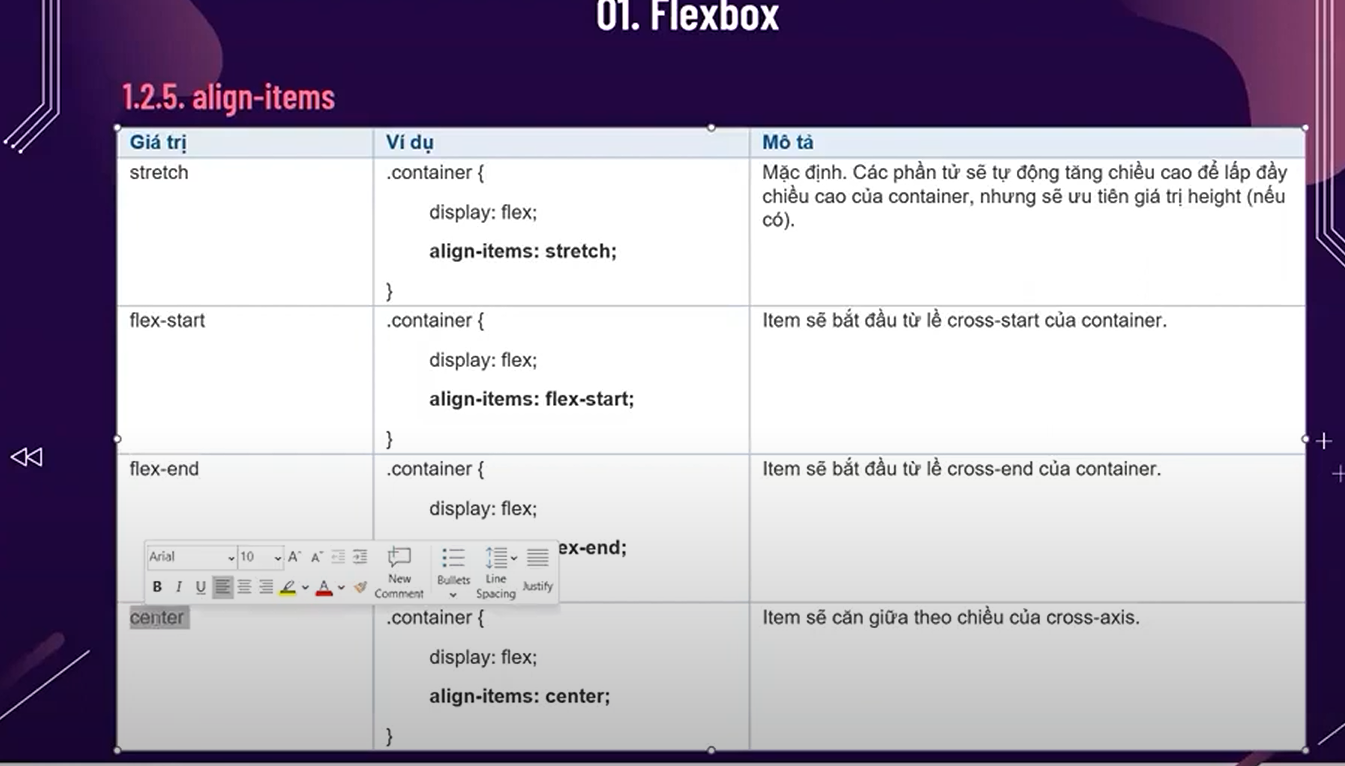 01. Flexbox
1.2.5. align-items
Giá trị
Ví dụ
Mô tả
stretch
.container {
display: flex;
align-items: stretch;
}
Mặc định. Các phần tử sẽ tự động tăng chiều cao để lấp đầy
chiều cao của container, nhưng sẽ ưu tiên giá trị height (nếu
có).
flex-start
.container {
display: flex;
align-items: flex-start;
}
Item sẽ bắt đầu từ lề cross-start của container.
flex-end
.container {
display: flex;
ex-end;
Item sẽ bắt đầu từ lề cross-end của container.
Arial
10
A^ A˅
B I U A
New
Comment
Bullets
Line
Spacing
Justify
center
.container {
display: flex;
align-items: center;
}
Item sẽ căn giữa theo chiều của cross-axis.